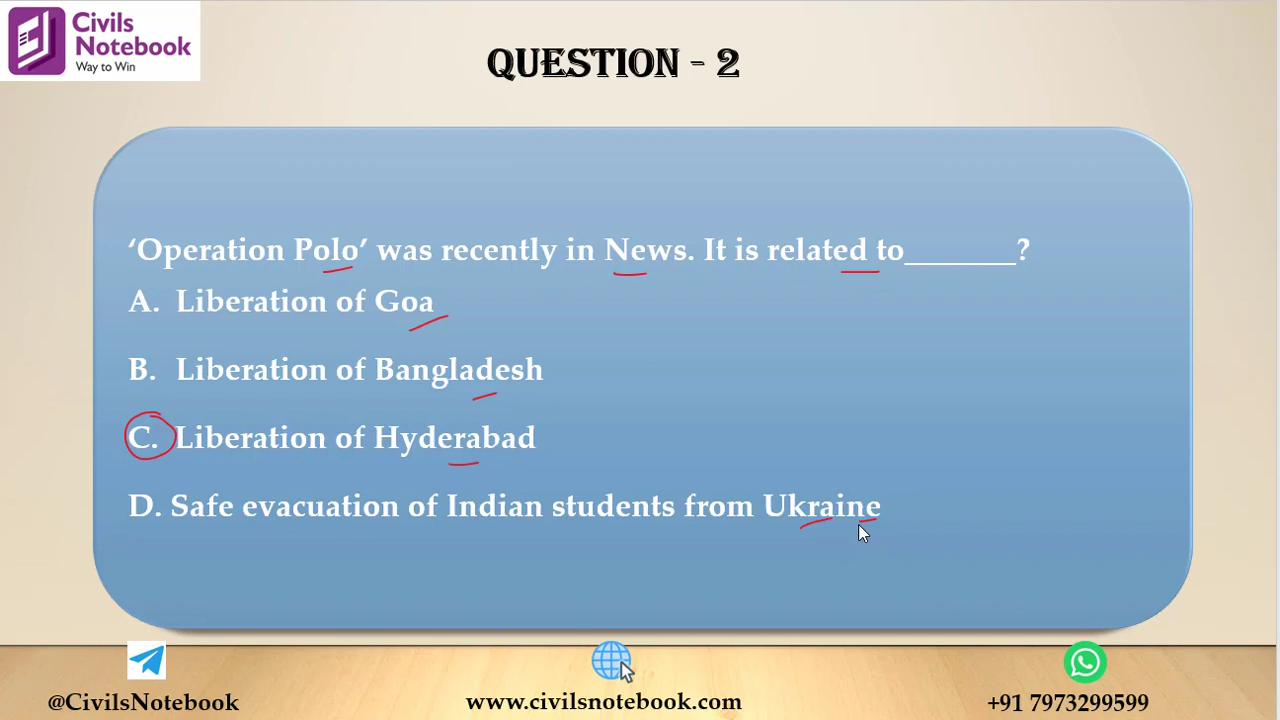 Civils
Notebook
Way to Win
QUESTION - 2
‘Operation Polo’ was recently in News. It is related to_______?
A. Liberation of Goa
B. Liberation of Bangladesh
C. Liberation of Hyderabad
D. Safe evacuation of Indian students from Ukraine
@CivilsNotebook
www.civilsnotebook.com
+91 7973299599